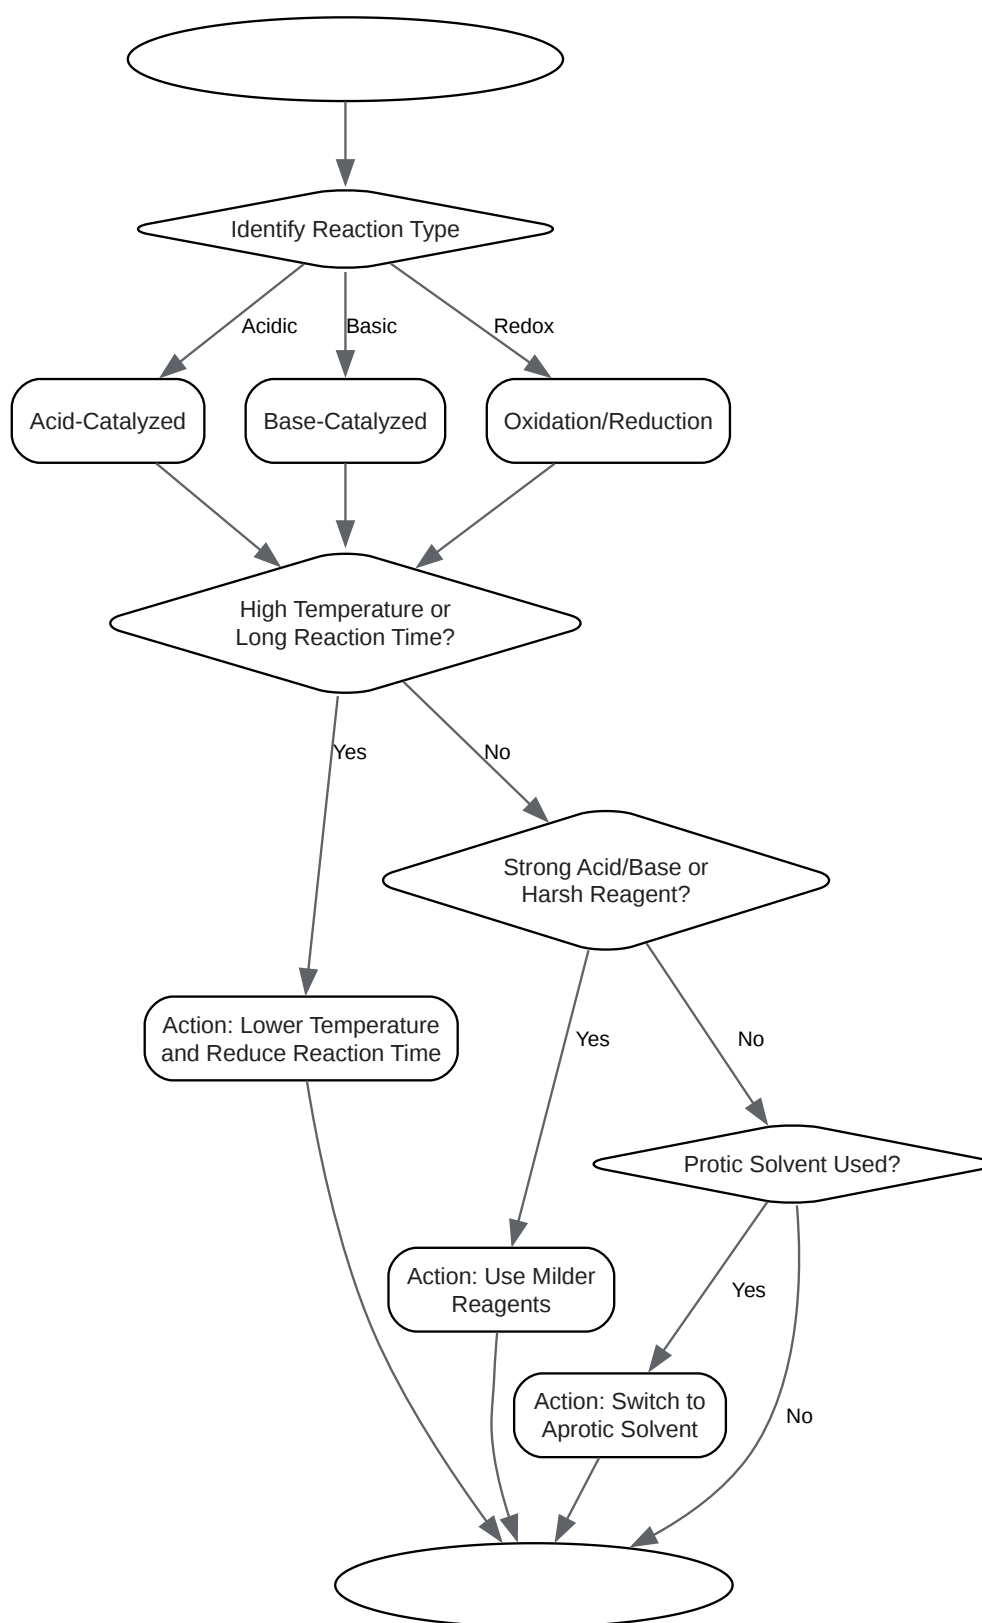 Identify Reaction Type
Acidic
Basic
Redox
Acid-Catalyzed
Base-Catalyzed
Oxidation/Reduction
High Temperature or
Long Reaction Time?
Yes
No
Strong Acid/Base or
Harsh Reagent?
Action: Lower Temperature
and Reduce Reaction Time
Yes
No
Protic Solvent Used?
Action: Use Milder
Reagents
Yes
Action: Switch to
Aprotic Solvent
No